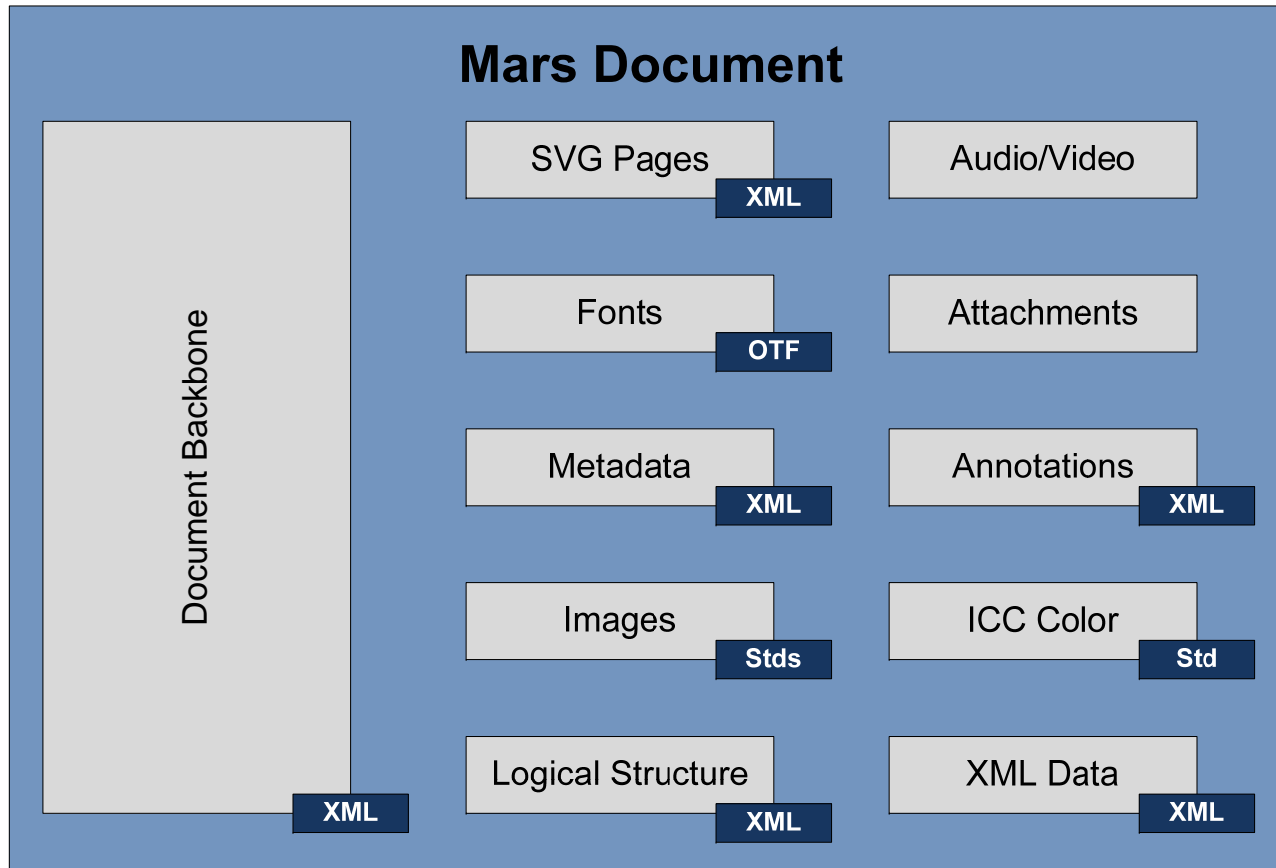 Mars Document
Document Backbone
XML
SVG Pages
XML
Audio/Video
Fonts
OTF
Attachments
Metadata
XML
Annotations
XML
Images
Stds
ICC Color
Std
Logical Structure
XML
XML Data
XML